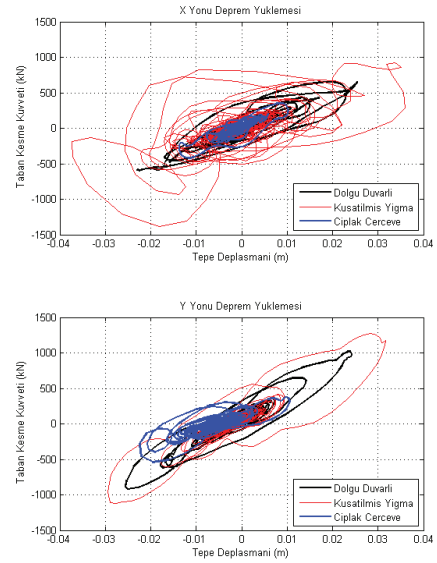 X Yonu Deprem Yuklemesi
1500
1000
500
0
-500
-1000
1500
Taban Kesme Kuvveti (kN)
Dolgu Duvarli
Kusatilmis Yigma
Ciplak Cerceve
-0.04 -0.03 -0.02 -0.01 0 0.01 0.02 0.03 0.04
Tepe Deplasmani (m)
Y Yonu Deprem Yuklemesi
1500
1000
500
0
-500
-1000
-1500
Taban Kesme Kuvveti (kN)
Dolgu Duvarli
Kusatilmis Yigma
Ciplak Cerceve
-0.04 -0.03 -0.02 -0.01 0 0.01 0.02 0.03 0.04
Tepe Deplasmani (m)